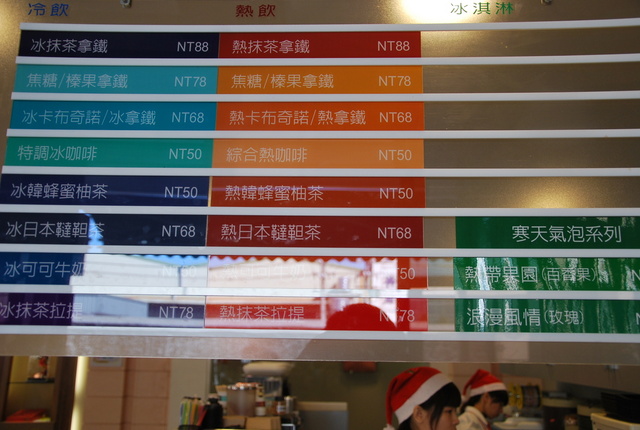 冷飲 熱飲 冰淇淋
冰抹茶拿鐵 NT88 熱抹茶拿鐵 NT88
焦糖/榛果拿鐵 NT78 焦糖/榛果拿鐵 NT78
冰卡布奇諾/冰拿鐵 NT68 熱卡布奇諾/熱拿鐵 NT68
特調冰咖啡 NT50 綜合熱咖啡 NT50
冰韓蜂蜜柚茶 NT50 熱韓蜂蜜柚茶 NT50
冰日本韃靼茶 NT68 熱日本韃靼茶 NT68 寒天氣泡系列
冰可可牛奶 熱帶果園(百香果)
冰抹茶拉提 NT78 熱抹茶拉提 NT78 浪漫風情(玫瑰)